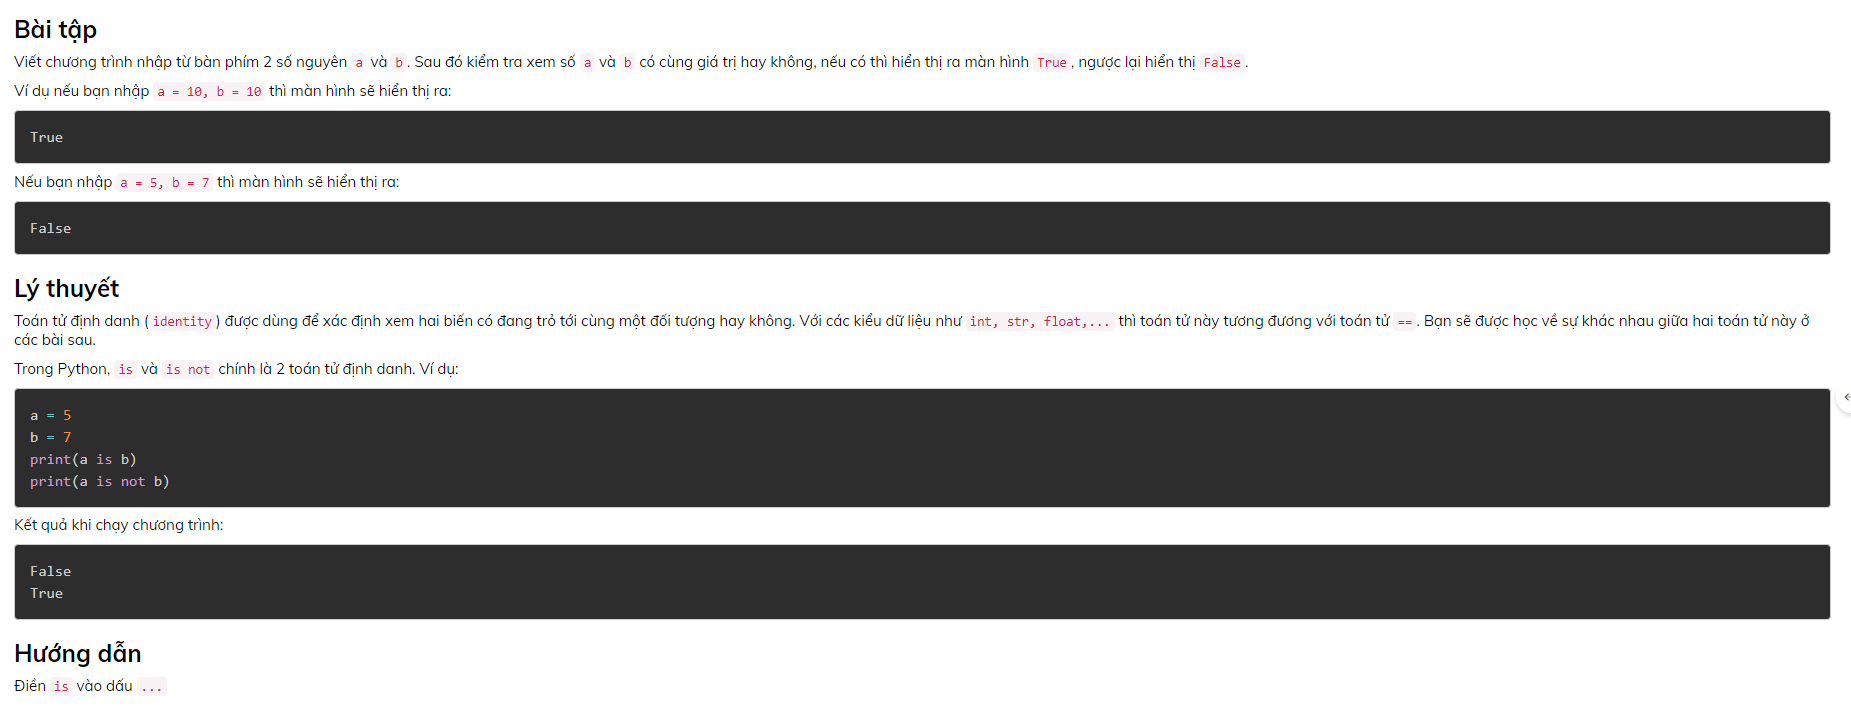 Bài tập
Viết chương trình nhập từ bàn phím 2 số nguyên a và b. Sau đó kiểm tra xem số a và b có cùng giá trị hay không, nếu có thì hiển thị ra màn hình True, ngược lại hiển thị False.
Ví dụ nếu bạn nhập a = 10, b = 10 thì màn hình sẽ hiển thị ra:
True
Nếu bạn nhập a = 5, b = 7 thì màn hình sẽ hiển thị ra:
False
Lý thuyết
Toán tử định danh (identity) được dùng để xác định xem hai biến có đang trỏ tới cùng một đối tượng hay không. Với các kiểu dữ liệu như int, str, float,... thì toán tử này tương đương với toán tử ==. Bạn sẽ được học về sự khác nhau giữa hai toán tử này ở
các bài sau.
Trong Python, is và is not chính là 2 toán tử định danh. Ví dụ:
a = 5
b = 7
print(a is b)
print(a is not b)
Kết quả khi chạy chương trình:
False
True
Hướng dẫn
Điền is vào dấu ...